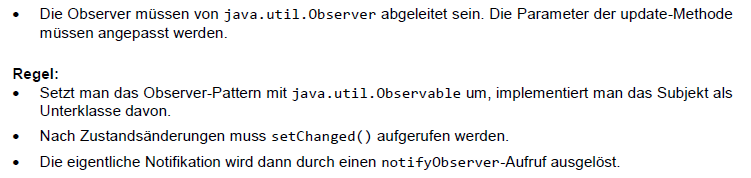 • Die Observer müssen von java.util.Observer abgeleitet sein. Die Parameter der update-Methode
müssen angepasst werden.
Regel:
• Setzt man das Observer-Pattern mit java.util.Observable um, implementiert man das Subjekt als
Unterklasse davon.
• Nach Zustandsänderungen muss setChanged() aufgerufen werden.
• Die eigentliche Notifikation wird dann durch einen notifyObserver-Aufruf ausgelöst.